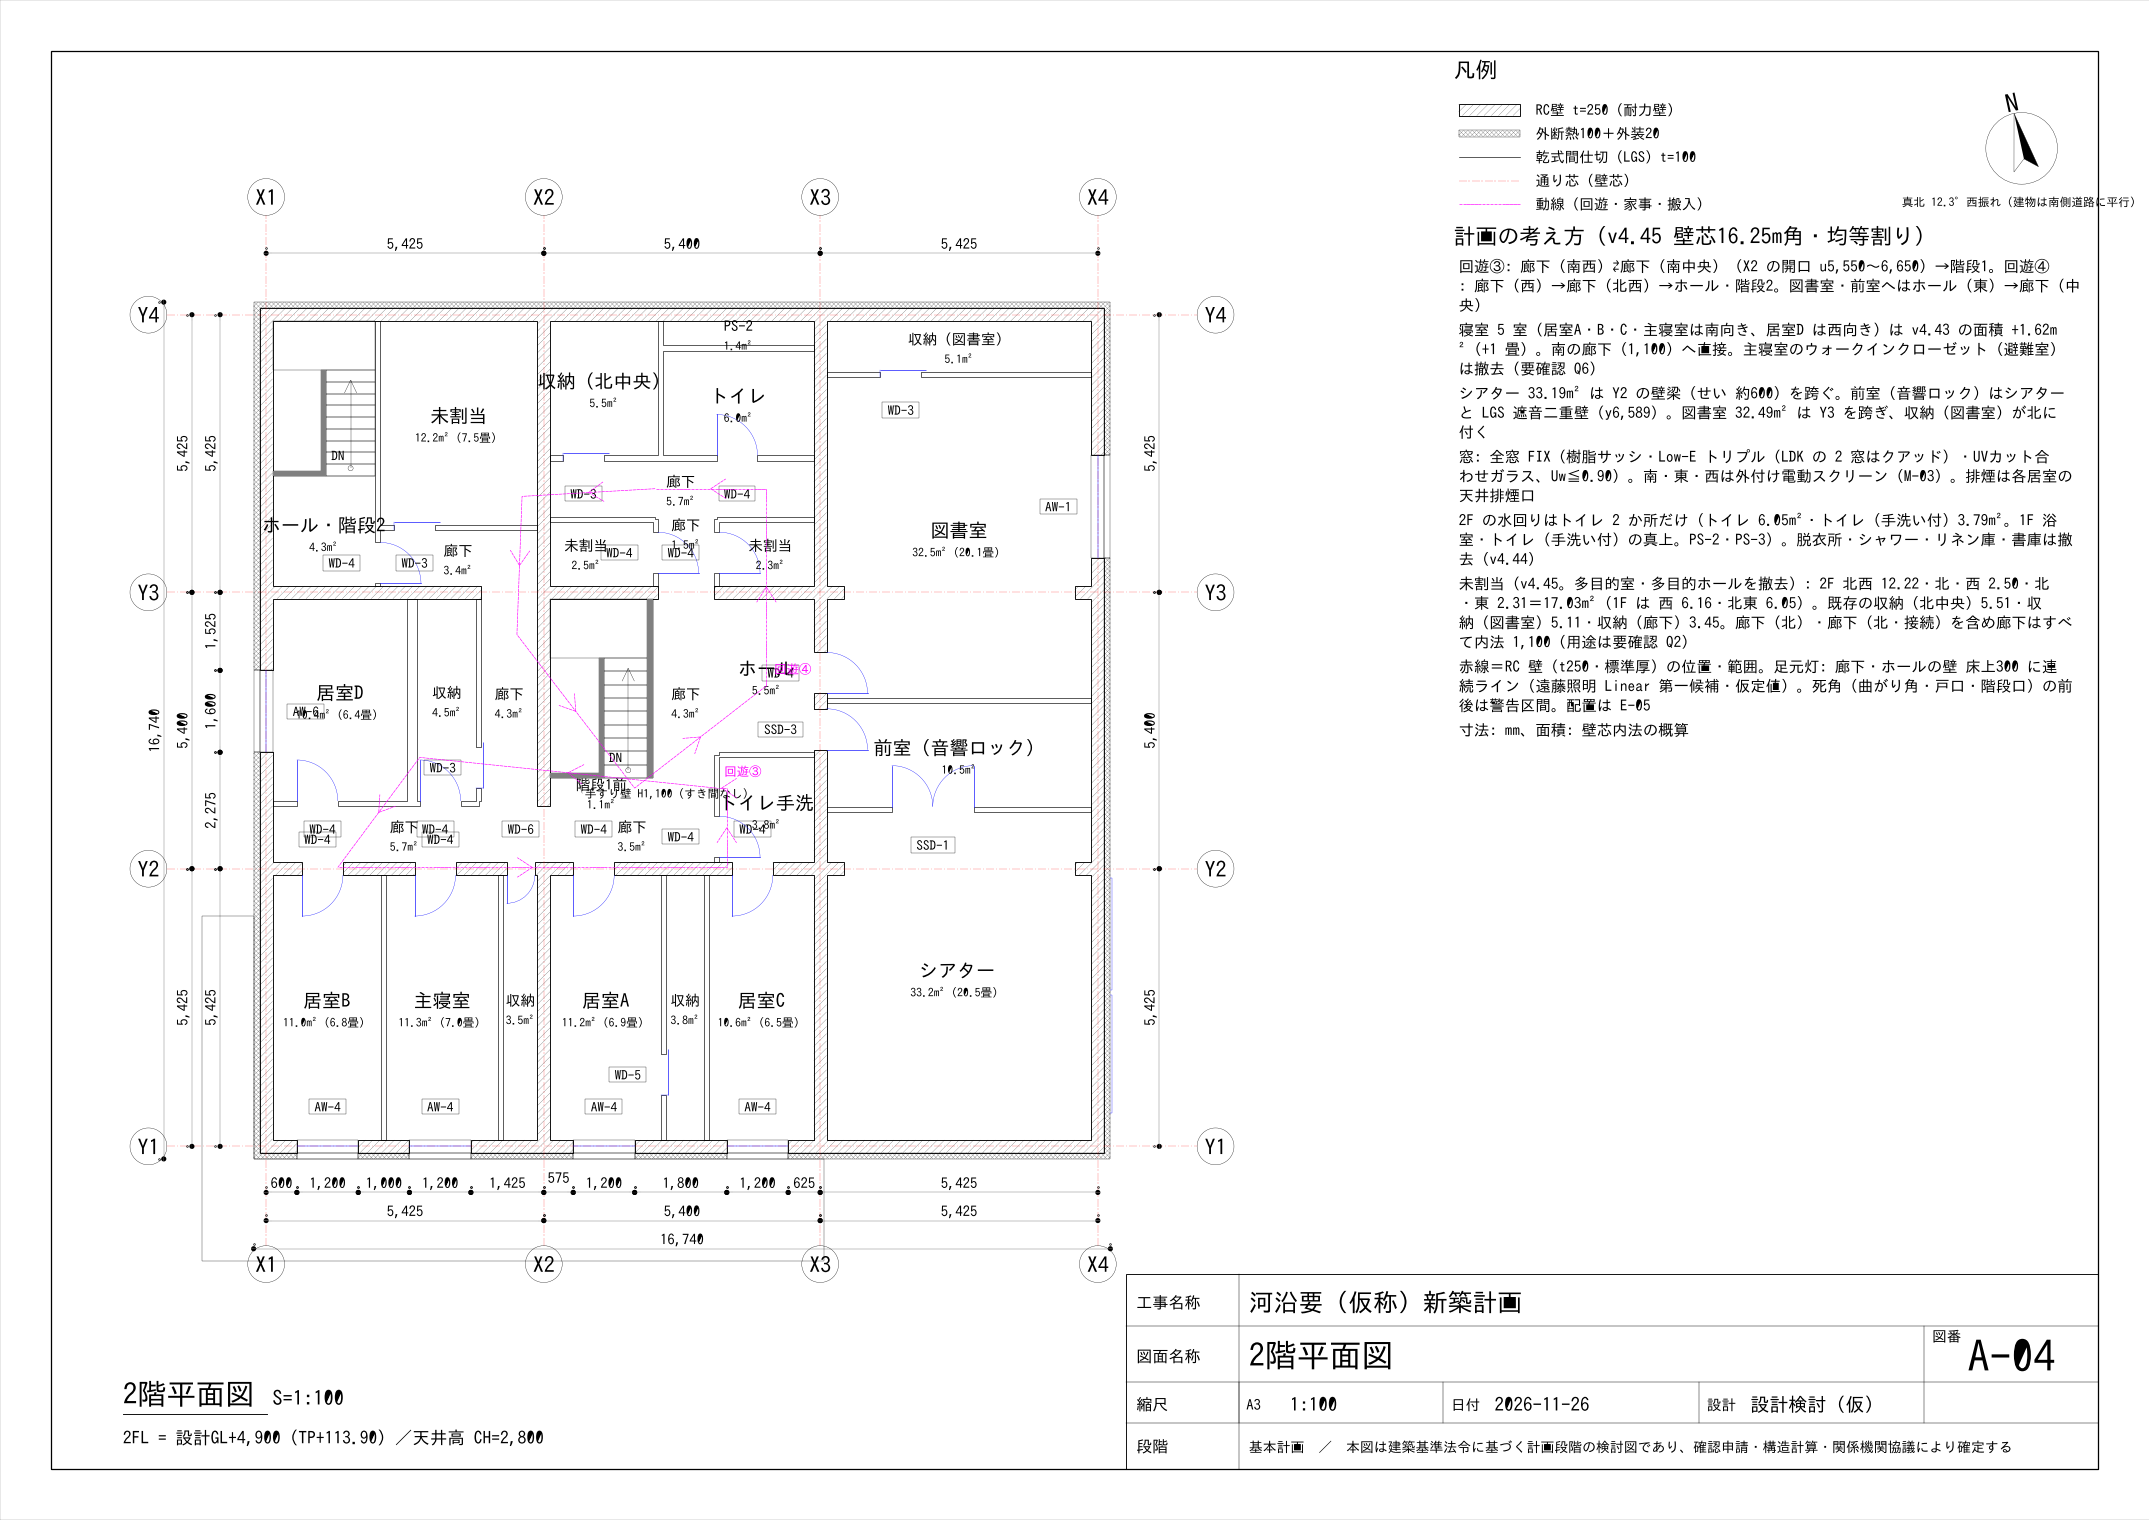 凡例
RC壁 t=250（耐力壁）
外断熱100＋外装20
乾式間仕切（LGS）t=100
通り芯（壁芯）
動線（回遊・家事・搬入）
N
真北 12.3° 西振れ（建物は南側道路に平行）
計画の考え方（v4.45 壁芯16.25m角・均等割り）
回遊③: 廊下（南西）⇄廊下（南中央）（X2 の開口 u5,550〜6,650）→階段1。回遊④
: 廊下（西）→廊下（北西）→ホール・階段2。図書室・前室へはホール（東）→廊下（中
央）
寝室 5 室（居室A・B・C・主寝室は南向き、居室D は西向き）は v4.43 の面積 +1.62m
²（+1 畳）。南の廊下（1,100）へ直接。主寝室のウォークインクローゼット（避難室）
は撤去（要確認 Q6）
シアター 33.19m² は Y2 の壁梁（せい 約600）を跨ぐ。前室（音響ロック）はシアター
と LGS 遮音二重壁（y6,589）。図書室 32.49m² は Y3 を跨ぎ、収納（図書室）が北に
付く
窓: 全窓 FIX（樹脂サッシ・Low-E トリプル（LDK の 2 窓はクアッド）・UVカット合
わせガラス、Uw≦0.90）。南・東・西は外付け電動スクリーン（M-03）。排煙は各居室の
天井排煙口
2F の水回りはトイレ 2 か所だけ（トイレ 6.05m²・トイレ（手洗い付）3.79m²。1F 浴
室・トイレ（手洗い付）の真上。PS-2・PS-3）。脱衣所・シャワー・リネン庫・書庫は撤
去（v4.44）
未割当（v4.45。多目的室・多目的ホールを撤去）: 2F 北西 12.22・北・西 2.50・北
・東 2.31＝17.03m²（1F は 西 6.16・北東 6.05）。既存の収納（北中央）5.51・収
納（図書室）5.11・収納（廊下）3.45。廊下（北）・廊下（北・接続）を含め廊下はすべ
て内法 1,100（用途は要確認 Q2）
赤線＝RC 壁（t250・標準厚）の位置・範囲。足元灯: 廊下・ホールの壁 床上300 に連
続ライン（遠藤照明 Linear 第一候補・仮定値）。死角（曲がり角・戸口・階段口）の前
後は警告区間。配置は E-05
寸法: mm、面積: 壁芯内法の概算
X1 X2 X3 X4
5,425 5,400 5,425
Y4 Y4
PS-2
1.4m²
収納（図書室）
5.1m²
収納（北中央）
5.5m²
トイレ
6.0m²
未割当
12.2m²（7.5畳）
WD-3
DN
5,425 5,425 5,425
廊下
5.7m²
WD-3 WD-4
AW-1
ホール・階段2
4.3m²
WD-4 WD-3
廊下
3.4m²
未割当
2.5m²
WD-4
廊下
1.5m²
WD-4
未割当
2.3m²
図書室
32.5m²（20.1畳）
Y3 Y3
1,525
1,600
2,275
16,740 5,400 5,400
居室D
10.4m²（6.4畳）
AW-6
収納
4.5m²
廊下
4.3m²
廊下
4.3m²
ホール
5.5m²
WD-4
回遊④
SSD-3
前室（音響ロック）
10.5m²
DN
WD-3
回遊③
階段1前
1.1m²
手すり壁 H1,100（すき間なし）
トイレ手洗
3.8m²
WD-4
WD-4
WD-4
廊下
5.7m²
WD-4
WD-4
WD-6
WD-4
廊下
3.5m²
WD-4
SSD-1
Y2 Y2
シアター
33.2m²（20.5畳）
居室B
11.0m²（6.8畳）
主寝室
11.3m²（7.0畳）
収納
3.5m²
居室A
11.2m²（6.9畳）
収納
3.8m²
居室C
10.6m²（6.5畳）
5,425 5,425 5,425
WD-5
AW-4 AW-4 AW-4 AW-4
Y1 Y1
600 1,200 1,000 1,200 1,425 575 1,200 1,800 1,200 625 5,425
5,425 5,400 5,425
16,740
X1 X2 X3 X4
2階平面図 S=1:100
2FL = 設計GL+4,900（TP+113.90）／天井高 CH=2,800
工事名称 河沿要（仮称）新築計画
図面名称 2階平面図 図番 A-04
縮尺 A3 1:100 日付 2026-11-26 設計 設計検討（仮）
段階 基本計画 ／ 本図は建築基準法令に基づく計画段階の検討図であり、確認申請・構造計算・関係機関協議により確定する